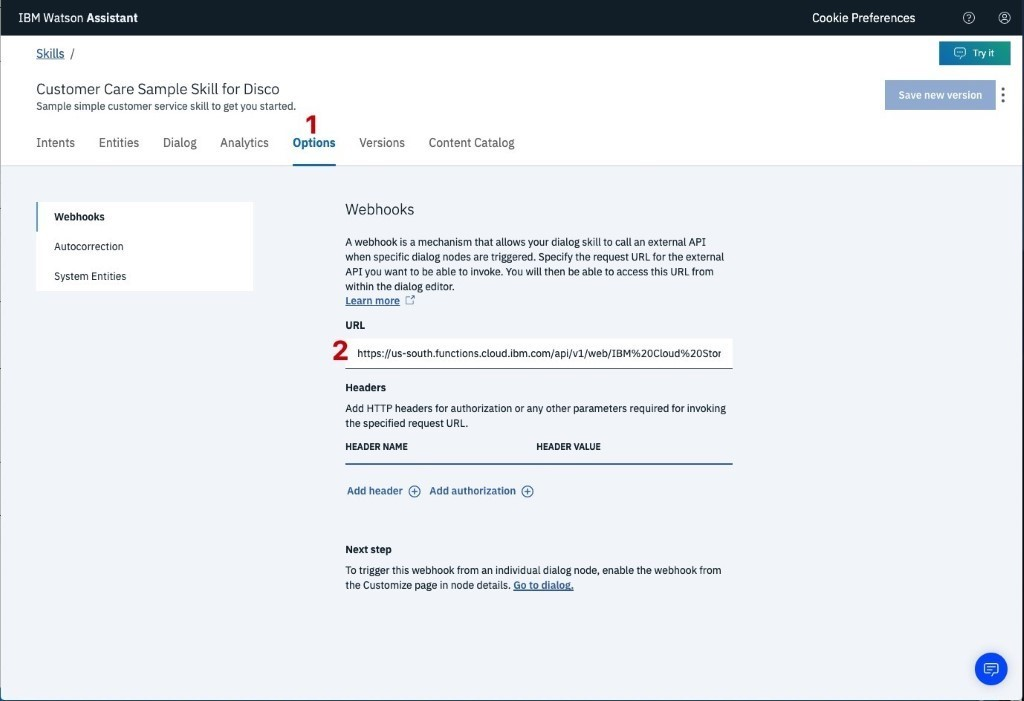 IBM Watson Assistant
Cookie Preferences
Skills /
Try it
Customer Care Sample Skill for Disco
Sample simple customer service skill to get you started.
Save new version
1
Intents Entities Dialog Analytics Options Versions Content Catalog
Webhooks
Autocorrection
System Entities
Webhooks
A webhook is a mechanism that allows your dialog skill to call an external API
when specific dialog nodes are triggered. Specify the request URL for the external
API you want to be able to invoke. You will then be able to access this URL from
within the dialog editor.
Learn more
URL
2 https://us-south.functions.cloud.ibm.com/api/v1/web/IBM%20Cloud%20Stor
Headers
Add HTTP headers for authorization or any other parameters required for invoking
the specified request URL.
HEADER NAME HEADER VALUE
Add header Add authorization
Next step
To trigger this webhook from an individual dialog node, enable the webhook from
the Customize page in node details. Go to dialog.